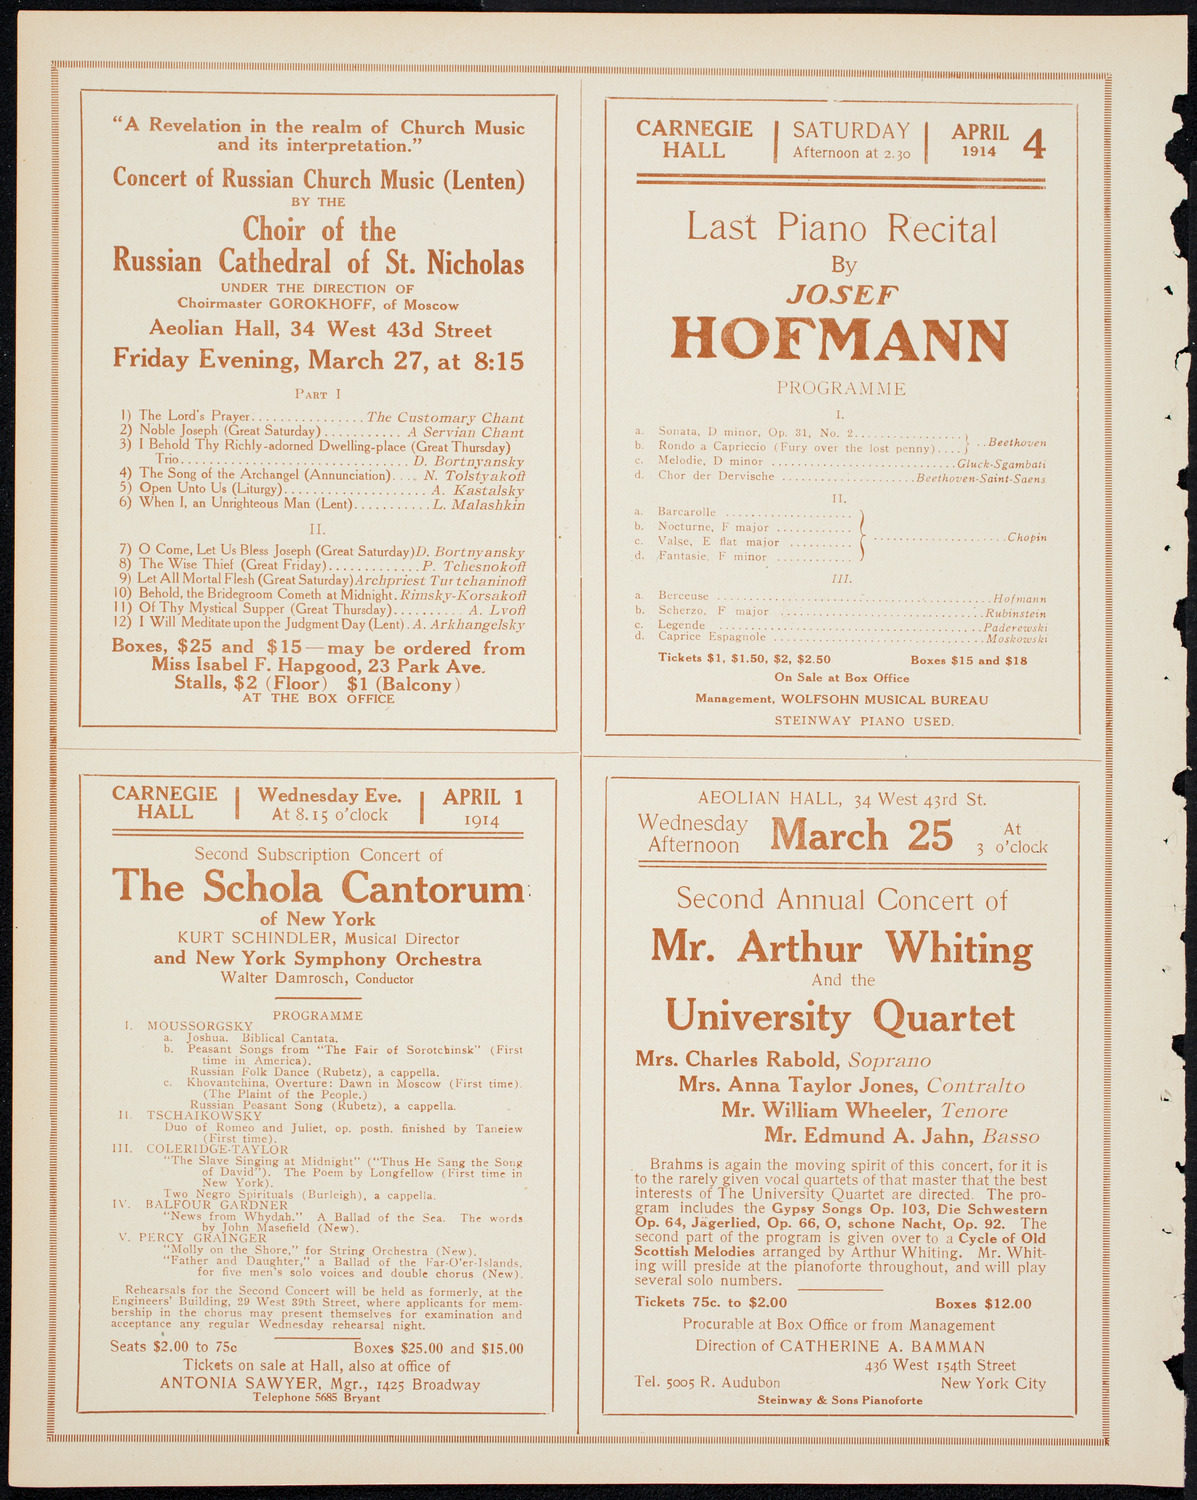 "A Revelation in the realm of Church Music
and its interpretation."
Concert of Russian Church Music (Lenten)
BY THE
Choir of the
Russian Cathedral of St. Nicholas
UNDER THE DIRECTION OF
Choirmaster GOROKHOFF, of Moscow
Aeolian Hall, 34 West 43d Street
Friday Evening, March 27, at 8:15
PART I
1) The Lord's Prayer................The Customary Chant
2) Noble Joseph (Great Saturday)...........A Servian Chant
3) I Behold Thy Richly-adorned Dwelling-place (Great Thursday)
Trio................................D. Bortnyansky
4) The Song of the Archangel (Annunciation)....N. Tolstyakoff
5) Open Unto Us (Liturgy)....................A. Kastalsky
6) When I, an Unrighteous Man (Lent)...........L. Malashkin
II.
7) O Come, Let Us Bless Joseph (Great Saturday)D. Bortnyansky
8) The Wise Thief (Great Friday).............P. Tchesnokoff
9) Let All Mortal Flesh (Great Saturday)Archpriest Turtchaninoff
10) Behold, the Bridegroom Cometh at Midnight.Rimsky-Korsakoff
11) Of Thy Mystical Supper (Great Thursday)..........A. Lvoff
12) I Will Meditate upon the Judgment Day (Lent).A. Arkhangelsky
Boxes, $25 and $15—may be ordered from
Miss Isabel F. Hapgood, 23 Park Ave.
Stalls, $2 (Floor) $1 (Balcony)
AT THE BOX OFFICE
CARNEGIE HALL | SATURDAY Afternoon at 2.30 | APRIL 1914 4
Last Piano Recital
By
JOSEF
HOFMANN
PROGRAMME
I.
a. Sonata, D minor, Op. 31, No. 2................
b. Rondo a Capriccio (Fury over the lost penny).... } ..Beethoven
c. Melodie, D minor ..........................Gluck-Sgambati
d. Chor der Dervische ...................Beethoven-Saint-Saens
II.
a. Barcarolle ...................
b. Nocturne, F major ...........
c. Valse, E flat major .......... } ...................Chopin
d. Fantasie, F minor ..........
III.
a. Berceuse ........................................Hofmann
b. Scherzo, F major .............................Rubinstein
c. Legende ......................................Paderewski
d. Caprice Espagnole ...............................Moskowski
Tickets $1, $1.50, $2, $2.50 Boxes $15 and $18
On Sale at Box Office
Management, WOLFSOHN MUSICAL BUREAU
STEINWAY PIANO USED.
CARNEGIE HALL | Wednesday Eve. At 8.15 o'clock | APRIL 1 1914
Second Subscription Concert of
The Schola Cantorum
of New York
KURT SCHINDLER, Musical Director
and New York Symphony Orchestra
Walter Damrosch, Conductor
PROGRAMME
I. MOUSSORGSKY
a. Joshua. Biblical Cantata.
b. Peasant Songs from "The Fair of Sorotchinsk" (First
time in America).
Russian Folk Dance (Rubetz), a cappella.
c. Khovantchina, Overture: Dawn in Moscow (First time).
(The Plaint of the People.)
Russian Peasant Song (Rubetz), a cappella.
II. TSCHAIKOWSKY
Duo of Romeo and Juliet, op. posth. finished by Taneiew
(First time).
III. COLERIDGE-TAYLOR
"The Slave Singing at Midnight" ("Thus He Sang the Song
of David"). The Poem by Longfellow (First time in
New York).
Two Negro Spirituals (Burleigh), a cappella.
IV. BALFOUR GARDNER
"News from Whydah." A Ballad of the Sea. The words
by John Masefield (New).
V. PERCY GRAINGER
"Molly on the Shore," for String Orchestra (New).
"Father and Daughter," a Ballad of the Far-O'er-Islands,
for five men's solo voices and double chorus (New).
Rehearsals for the Second Concert will be held as formerly, at the
Engineers' Building, 29 West 39th Street, where applicants for mem-
bership in the chorus may present themselves for examination and
acceptance any regular Wednesday rehearsal night.
Seats $2.00 to 75c Boxes $25.00 and $15.00
Tickets on sale at Hall, also at office of
ANTONIA SAWYER, Mgr., 1425 Broadway
Telephone 5685 Bryant
AEOLIAN HALL, 34 West 43rd St.
Wednesday Afternoon March 25 At 3 o'clock
Second Annual Concert of
Mr. Arthur Whiting
And the
University Quartet
Mrs. Charles Rabold, Soprano
Mrs. Anna Taylor Jones, Contralto
Mr. William Wheeler, Tenore
Mr. Edmund A. Jahn, Basso
Brahms is again the moving spirit of this concert, for it is
to the rarely given vocal quartets of that master that the best
interests of The University Quartet are directed. The pro-
gram includes the Gypsy Songs Op. 103, Die Schwestern
Op. 64, Jägerlied, Op. 66, O, schone Nacht, Op. 92. The
second part of the program is given over to a Cycle of Old
Scottish Melodies arranged by Arthur Whiting. Mr. Whit-
ing will preside at the pianoforte throughout, and will play
several solo numbers.
Tickets 75c. to $2.00 Boxes $12.00
Procurable at Box Office or from Management
Direction of CATHERINE A. BAMMAN
436 West 154th Street
Tel. 5005 R. Audubon New York City
Steinway & Sons Pianoforte